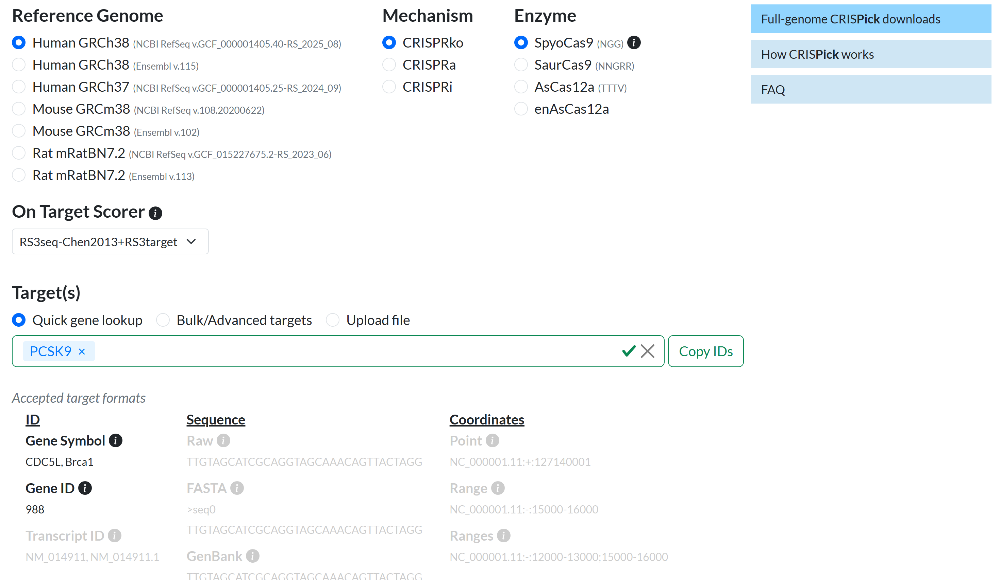 Reference Genome
Human GRCh38 (NCBI RefSeq v.GCF_000001405.40-RS_2025_08)
Human GRCh38 (Ensembl v.115)
Human GRCh37 (NCBI RefSeq v.GCF_000001405.25-RS_2024_09)
Mouse GRCm38 (NCBI RefSeq v.108.20200622)
Mouse GRCm38 (Ensembl v.102)
Rat mRatBN7.2 (NCBI RefSeq v.GCF_015227675.2-RS_2023_06)
Rat mRatBN7.2 (Ensembl v.113)
Mechanism
CRISPRko
CRISPRa
CRISPRi
Enzyme
SpyoCas9 (NGG)
SaurCas9 (NNGRR)
AsCas12a (TTTV)
enAsCas12a
Full-genome CRISPick downloads
How CRISPick works
FAQ
On Target Scorer
RS3seq-Chen2013+RS3target
Target(s)
Quick gene lookup
Bulk/Advanced targets
Upload file
PCSK9 ×
Copy IDs
Accepted target formats
ID
Gene Symbol
CDC5L, Brca1
Gene ID
988
Transcript ID
NM_014911, NM_014911.1
Sequence
Raw
TTGTAGCATCGCAGGTAGCAAACAGTTACTAGG
FASTA
>seq0
TTGTAGCATCGCAGGTAGCAAACAGTTACTAGG
GenBank
TTGTAGCATCGCAGGTAGCAAACAGTTACTAGG
Coordinates
Point
NC_000001.11:+:127140001
Range
NC_000001.11:-:15000-16000
Ranges
NC_000001.11:-:12000-13000;15000-16000